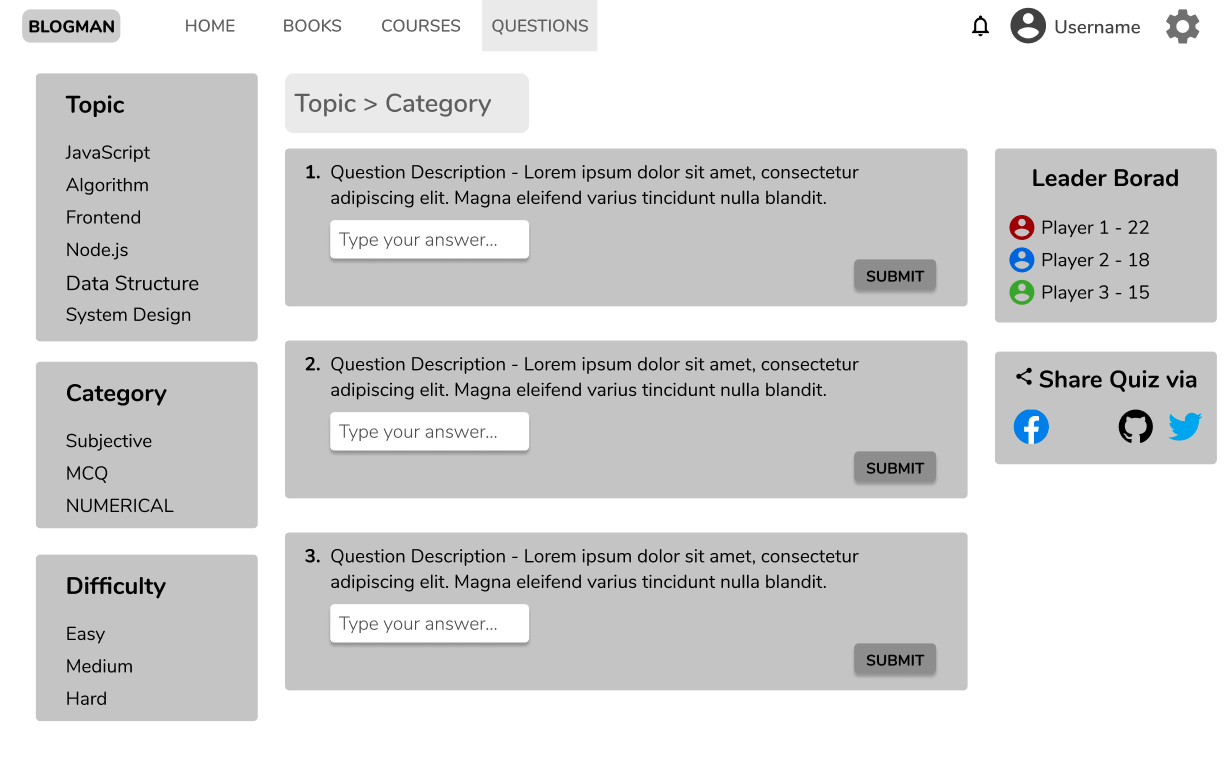 BLOGMAN HOME BOOKS COURSES QUESTIONS Username
Topic
JavaScript
Algorithm
Frontend
Node.js
Data Structure
System Design
Category
Subjective
MCQ
NUMERICAL
Difficulty
Easy
Medium
Hard
Topic > Category
1. Question Description - Lorem ipsum dolor sit amet, consectetur
adipiscing elit. Magna eleifend varius tincidunt nulla blandit.
Type your answer...
SUBMIT
2. Question Description - Lorem ipsum dolor sit amet, consectetur
adipiscing elit. Magna eleifend varius tincidunt nulla blandit.
Type your answer...
SUBMIT
3. Question Description - Lorem ipsum dolor sit amet, consectetur
adipiscing elit. Magna eleifend varius tincidunt nulla blandit.
Type your answer...
SUBMIT
Leader Borad
Player 1 - 22
Player 2 - 18
Player 3 - 15
Share Quiz via